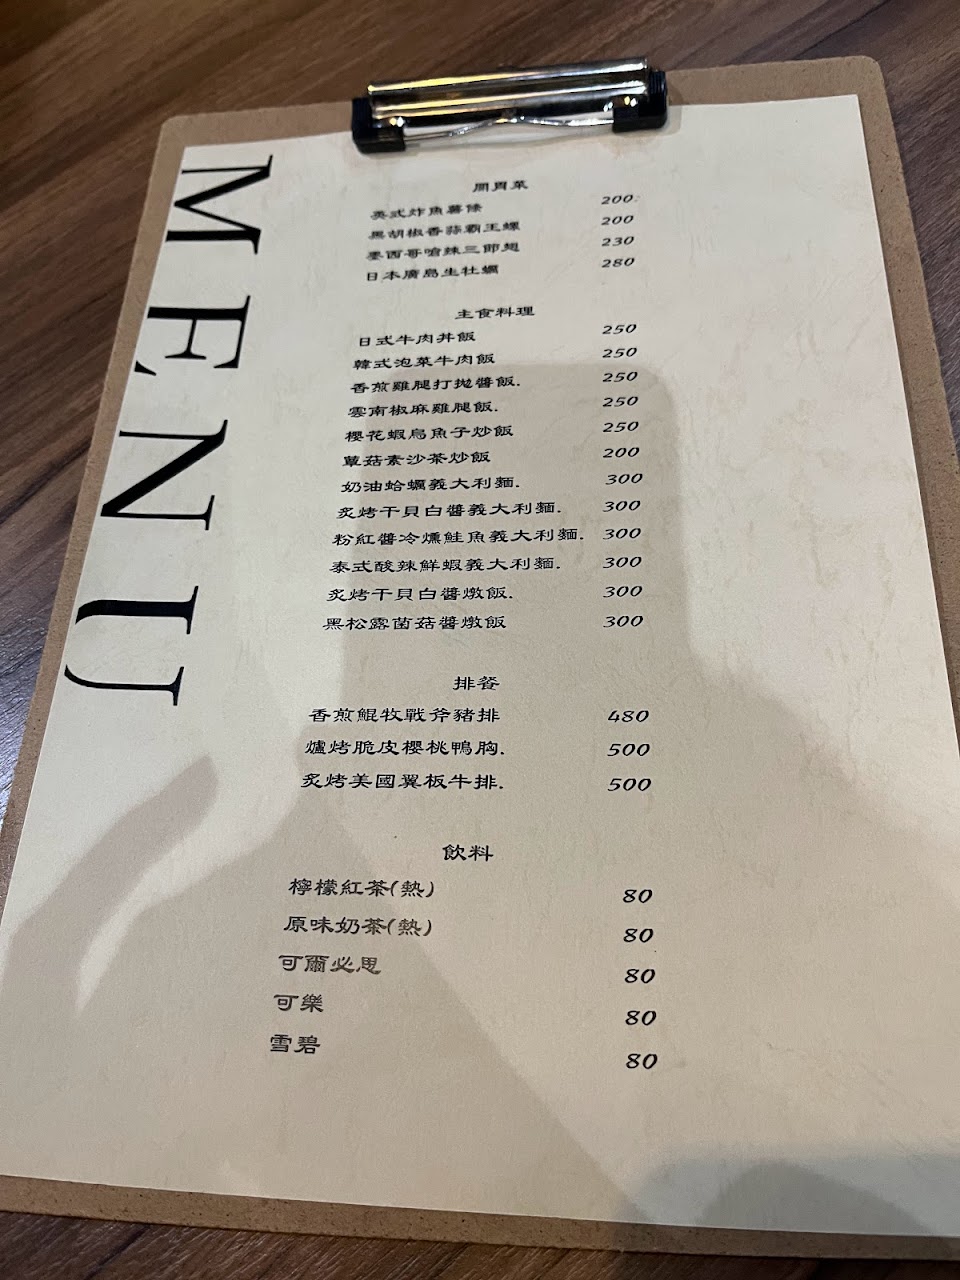 MENU
開胃菜
英式炸魚薯條 200
黑胡椒香蒜霸王螺 200
墨西哥嗆辣三節翅 230
日本廣島生牡蠣 280
主食料理
日式牛肉丼飯 250
韓式泡菜牛肉飯 250
香煎雞腿打拋醬飯. 250
雲南椒麻雞腿飯. 250
櫻花蝦烏魚子炒飯 250
蕈菇素沙茶炒飯 200
奶油蛤蠣義大利麵. 300
炙烤干貝白醬義大利麵. 300
粉紅醬冷燻鮭魚義大利麵. 300
泰式酸辣鮮蝦義大利麵. 300
炙烤干貝白醬燉飯. 300
黑松露菌菇醬燉飯 300
排餐
香煎鯤牧戰斧豬排 480
爐烤脆皮櫻桃鴨胸. 500
炙烤美國翼板牛排. 500
飲料
檸檬紅茶(熱) 80
原味奶茶(熱) 80
可爾必思 80
可樂 80
雪碧 80